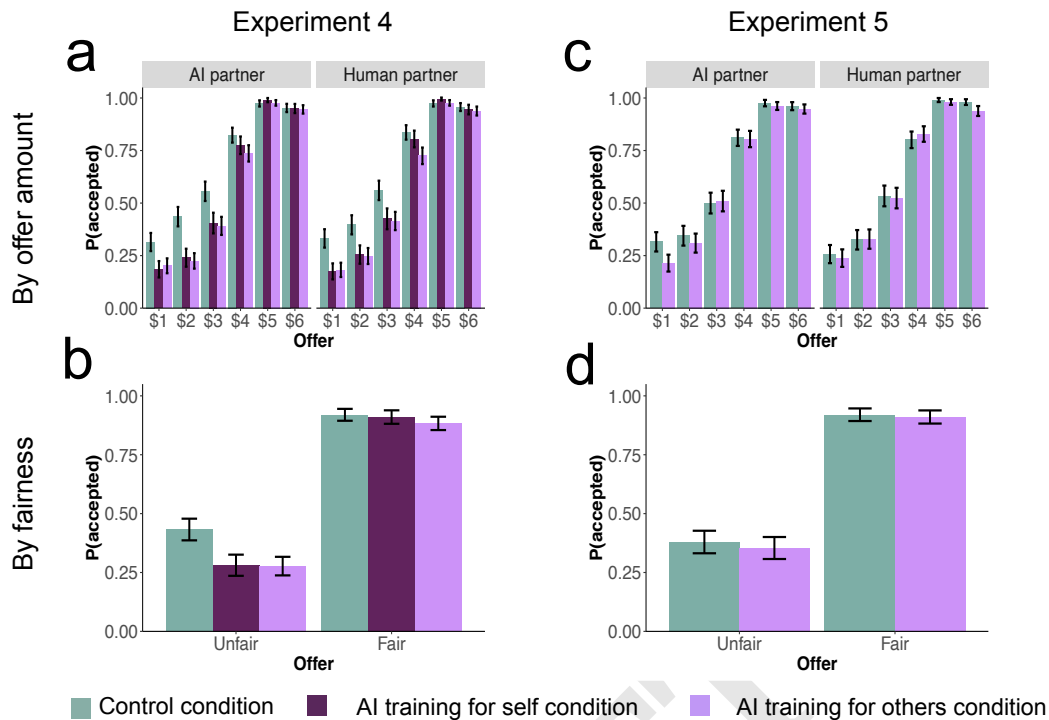 Experiment 4
Experiment 5
By offer amount
a
AI partner
Human partner
P(accepted)
1.00
0.75
0.50
0.25
0.00
$1 $2 $3 $4 $5 $6
$1 $2 $3 $4 $5 $6
Offer
c
AI partner
Human partner
P(accepted)
1.00
0.75
0.50
0.25
0.00
$1 $2 $3 $4 $5 $6
$1 $2 $3 $4 $5 $6
Offer
By fairness
b
P(accepted)
1.00
0.75
0.50
0.25
0.00
Unfair
Fair
Offer
d
P(accepted)
1.00
0.75
0.50
0.25
0.00
Unfair
Fair
Offer
Control condition
AI training for self condition
AI training for others condition